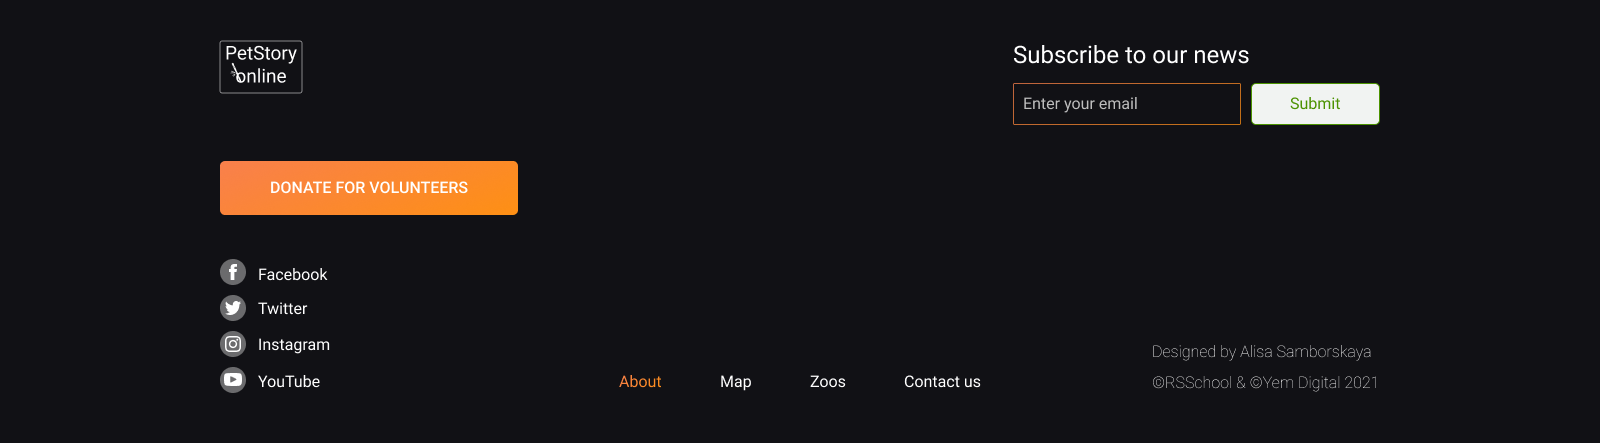 PetStory
online
Subscribe to our news
Enter your email
Submit
DONATE FOR VOLUNTEERS
Facebook
Twitter
Instagram
YouTube
About
Map
Zoos
Contact us
Designed by Alisa Samborskaya
©RSSchool & ©Yem Digital 2021